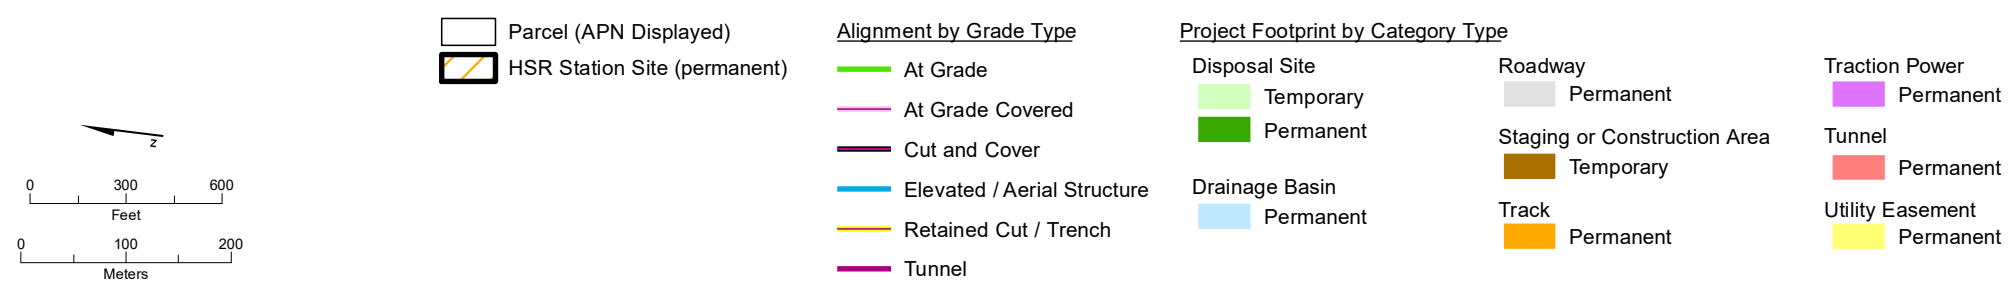 Parcel (APN Displayed)
HSR Station Site (permanent)
z
0 300 600
Feet
0 100 200
Meters
Alignment by Grade Type
At Grade
At Grade Covered
Cut and Cover
Elevated / Aerial Structure
Retained Cut / Trench
Tunnel
Project Footprint by Category Type
Disposal Site
Temporary
Permanent
Drainage Basin
Permanent
Roadway
Permanent
Staging or Construction Area
Temporary
Track
Permanent
Traction Power
Permanent
Tunnel
Permanent
Utility Easement
Permanent